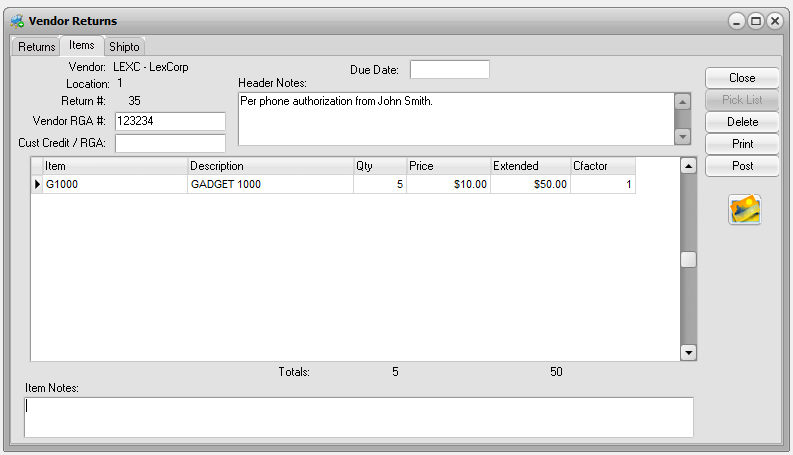 Vendor Returns
Returns Items Shipto
Vendor: LEXC - LexCorp
Due Date:
Location: 1
Header Notes:
Return #: 35
Per phone authorization from John Smith.
Vendor RGA #: 123234
Cust Credit / RGA:
Close
Pick List
Delete
Print
Post
Item Description Qty Price Extended Cfactor
G1000 GADGET 1000 5 $10.00 $50.00 1
Totals: 5 50
Item Notes: